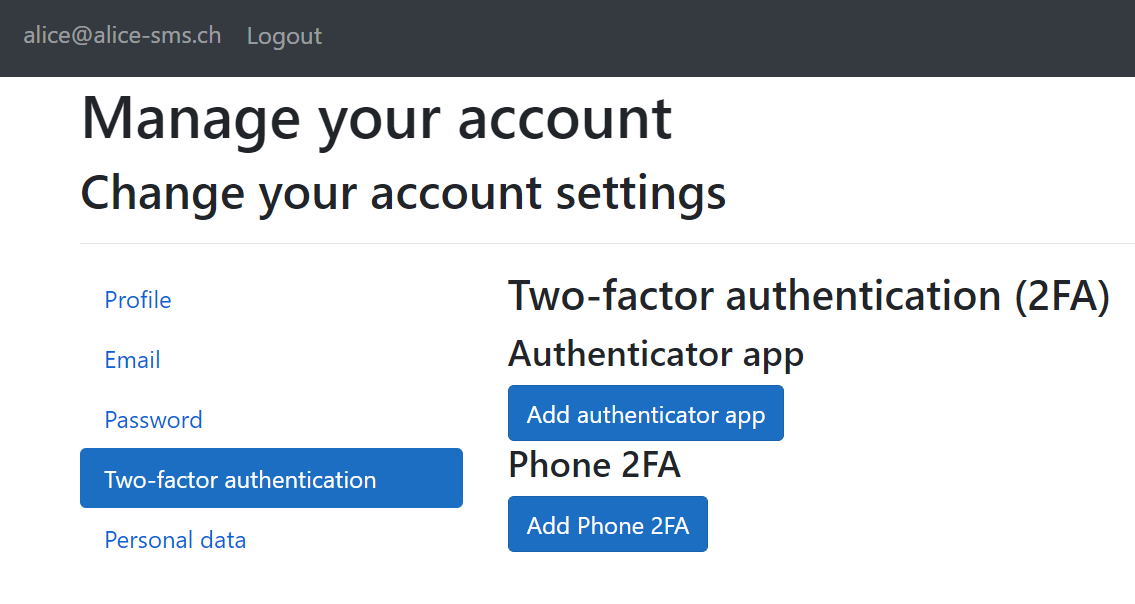 alice@alice-sms.ch Logout
Manage your account
Change your account settings
Profile
Email
Password
Two-factor authentication
Personal data
Two-factor authentication (2FA)
Authenticator app
Add authenticator app
Phone 2FA
Add Phone 2FA